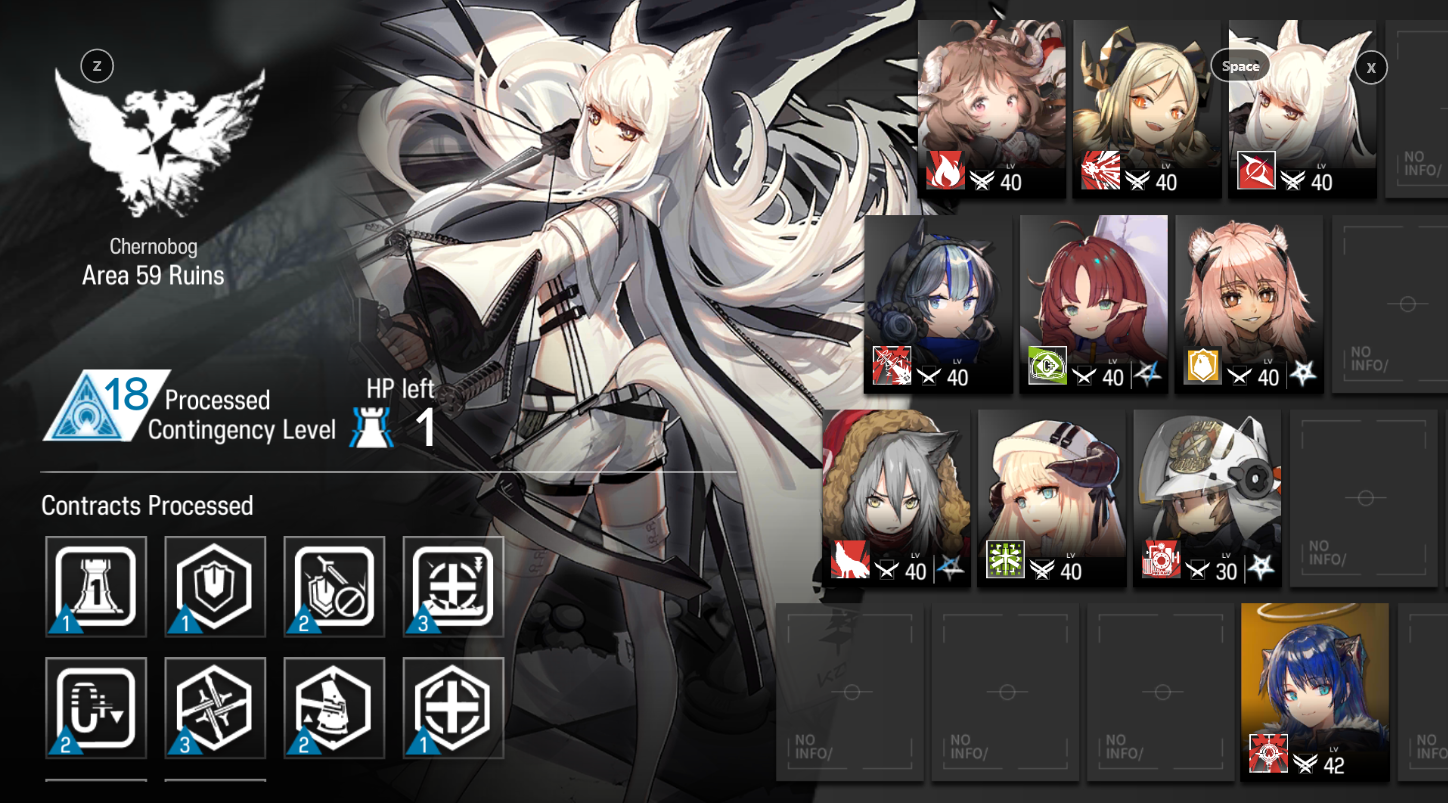 Z
Space
X
Chernobog
Area 59 Ruins
18
Processed
Contingency Level
HP left
1
Contracts Processed
1
1
1
2
3
2
3
2
1
LV
40
LV
40
LV
40
NO
INFO/
LV
40
LV
40
LV
40
NO
INFO/
LV
40
LV
40
LV
30
NO
INFO/
NO
INFO/
NO
INFO/
NO
INFO/
LV
42
NO
INFO